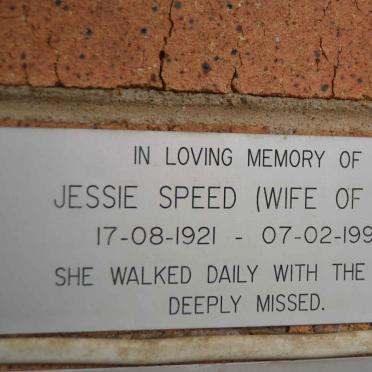 IN LOVING MEMORY OF
JESSIE SPEED (WIFE OF
17-08-1921 - 07-02-199
SHE WALKED DAILY WITH THE
DEEPLY MISSED.